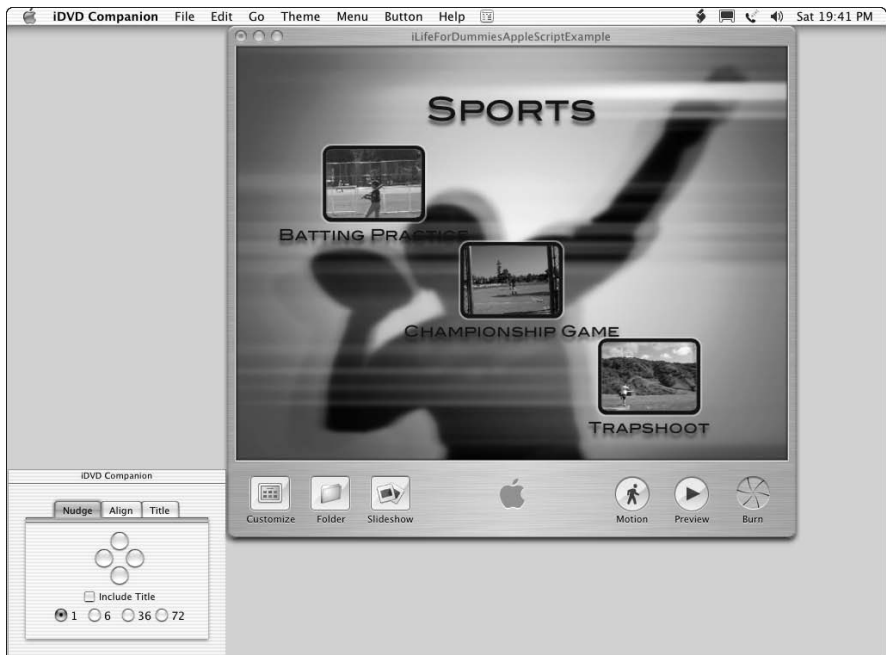 iDVD Companion File Edit Go Theme Menu Button Help Sat 19:41 PM
iLifeForDummiesAppleScriptExample
SPORTS
BATTING PRACTICE
CHAMPIONSHIP GAME
TRAPSHOOT
Customize Folder Slideshow Motion Preview Burn
iDVD Companion
Nudge Align Title
Include Title
1 6 36 72